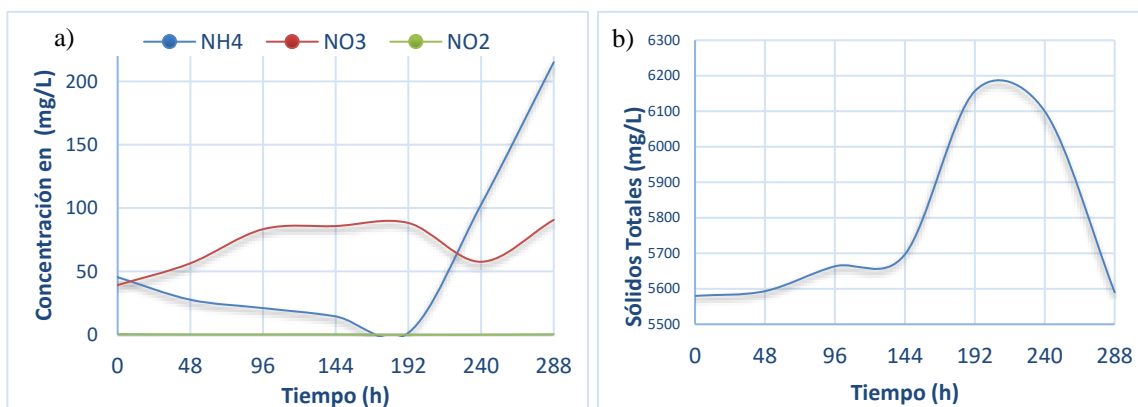 a)
NH4 NO3 NO2
Concentración en (mg/L)
200
150
100
50
0
0 48 96 144 192 240 288
Tiempo (h)
b)
Sólidos Totales (mg/L)
6300
6200
6100
6000
5900
5800
5700
5600
5500
0 48 96 144 192 240 288
Tiempo (h)